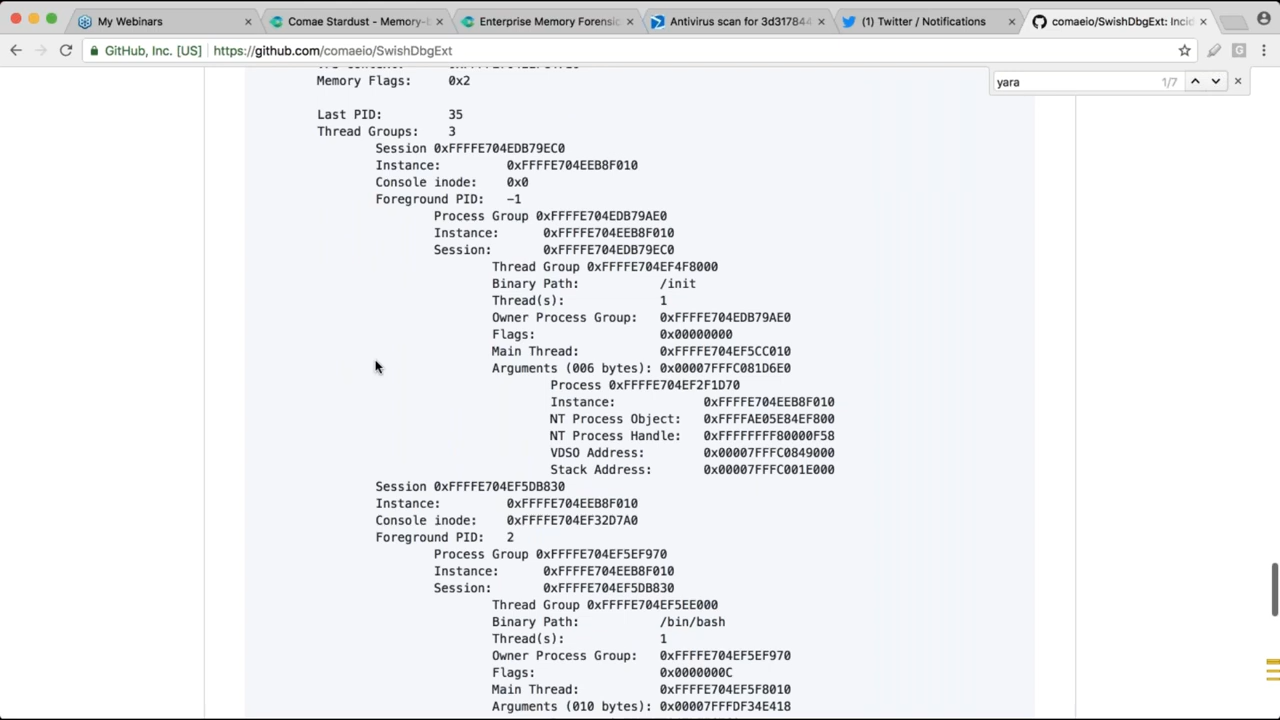 My Webinars
Comae Stardust - Memory-
Enterprise Memory Forensi
Antivirus scan for 3d317844
(1) Twitter / Notifications
comaeio/SwishDbgExt: Incid
GitHub, Inc. [US]
https://github.com/comaeio/SwishDbgExt
yara
1/7
Memory Flags: 0x2
Last PID: 35
Thread Groups: 3
Session 0xFFFFE704EDB79EC0
Instance: 0xFFFFE704EEB8F010
Console inode: 0x0
Foreground PID: -1
Process Group 0xFFFFE704EDB79AE0
Instance: 0xFFFFE704EEB8F010
Session: 0xFFFFE704EDB79EC0
Thread Group 0xFFFFE704EF4F8000
Binary Path: /init
Thread(s): 1
Owner Process Group: 0xFFFFE704EDB79AE0
Flags: 0x00000000
Main Thread: 0xFFFFE704EF5CC010
Arguments (006 bytes): 0x00007FFFC081D6E0
Process 0xFFFFE704EF2F1D70
Instance: 0xFFFFE704EEB8F010
NT Process Object: 0xFFFFAE05E84EF800
NT Process Handle: 0xFFFFFFFF80000F58
VDSO Address: 0x00007FFFC0849000
Stack Address: 0x00007FFFC001E000
Session 0xFFFFE704EF5DB830
Instance: 0xFFFFE704EEB8F010
Console inode: 0xFFFFE704EF32D7A0
Foreground PID: 2
Process Group 0xFFFFE704EF5EF970
Instance: 0xFFFFE704EEB8F010
Session: 0xFFFFE704EF5DB830
Thread Group 0xFFFFE704EF5EE000
Binary Path: /bin/bash
Thread(s): 1
Owner Process Group: 0xFFFFE704EF5EF970
Flags: 0x0000000C
Main Thread: 0xFFFFE704EF5F8010
Arguments (010 bytes): 0x00007FFFDF34E418